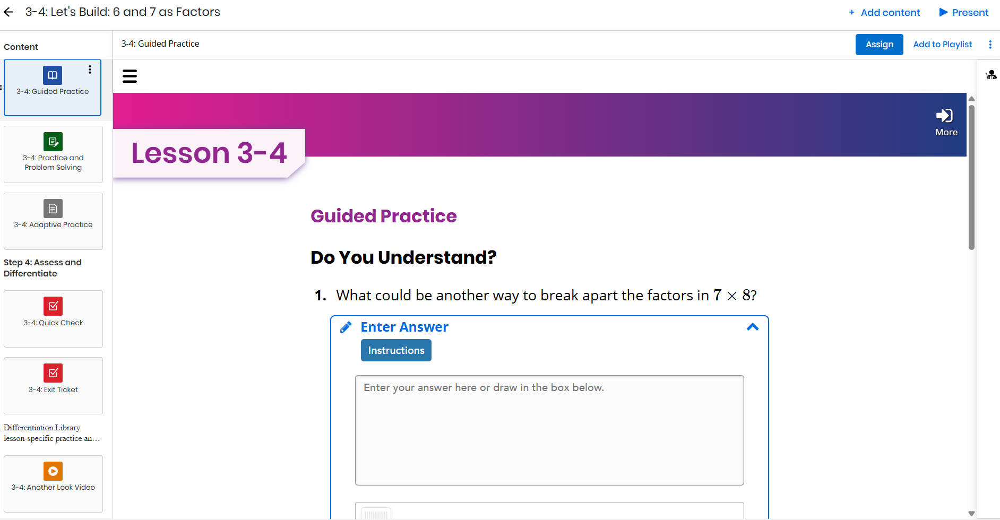 3-4: Let's Build: 6 and 7 as Factors
+ Add content
Present
Content
3-4: Guided Practice
Assign
Add to Playlist
3-4: Guided Practice
More
Lesson 3-4
3-4: Practice and
Problem Solving
3-4: Adaptive Practice
Step 4: Assess and
Differentiate
3-4: Quick Check
3-4: Exit Ticket
Differentiation Library
lesson-specific practice an...
3-4: Another Look Video
Guided Practice
Do You Understand?
1. What could be another way to break apart the factors in 7 × 8?
Enter Answer
Instructions
Enter your answer here or draw in the box below.